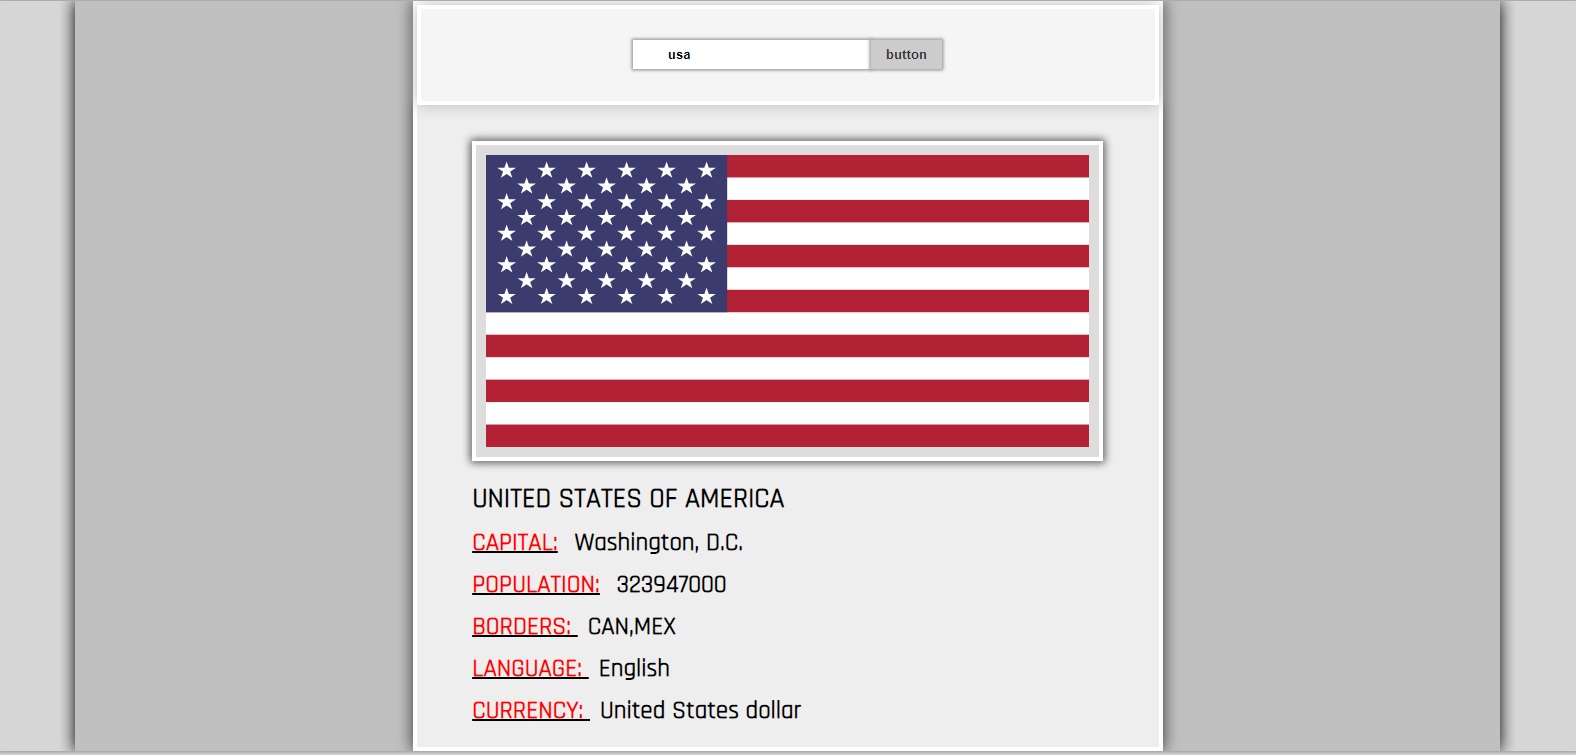 usa button
UNITED STATES OF AMERICA
CAPITAL: Washington, D.C.
POPULATION: 323947000
BORDERS: CAN,MEX
LANGUAGE: English
CURRENCY: United States dollar